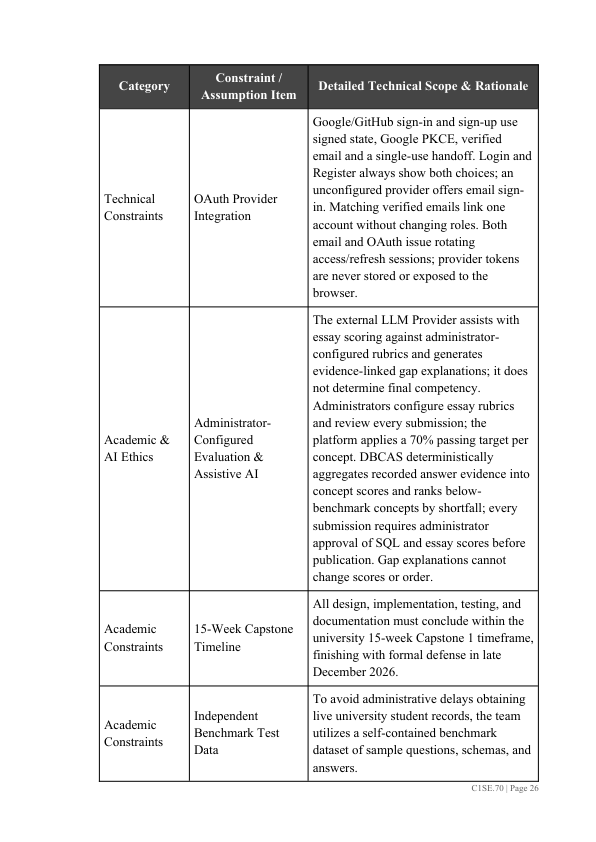 Category
Constraint /
Assumption Item
Detailed Technical Scope & Rationale
Technical
Constraints
OAuth Provider
Integration
Google/GitHub sign-in and sign-up use
signed state, Google PKCE, verified
email and a single-use handoff. Login and
Register always show both choices; an
unconfigured provider offers email sign-
in. Matching verified emails link one
account without changing roles. Both
email and OAuth issue rotating
access/refresh sessions; provider tokens
are never stored or exposed to the
browser.
Academic &
AI Ethics
Administrator-
Configured
Evaluation &
Assistive AI
The external LLM Provider assists with
essay scoring against administrator-
configured rubrics and generates
evidence-linked gap explanations; it does
not determine final competency.
Administrators configure essay rubrics
and review every submission; the
platform applies a 70% passing target per
concept. DBCAS deterministically
aggregates recorded answer evidence into
concept scores and ranks below-
benchmark concepts by shortfall; every
submission requires administrator
approval of SQL and essay scores before
publication. Gap explanations cannot
change scores or order.
Academic
Constraints
15-Week Capstone
Timeline
All design, implementation, testing, and
documentation must conclude within the
university 15-week Capstone 1 timeframe,
finishing with formal defense in late
December 2026.
Academic
Constraints
Independent
Benchmark Test
Data
To avoid administrative delays obtaining
live university student records, the team
utilizes a self-contained benchmark
dataset of sample questions, schemas, and
answers.
C1SE.70 | Page 26